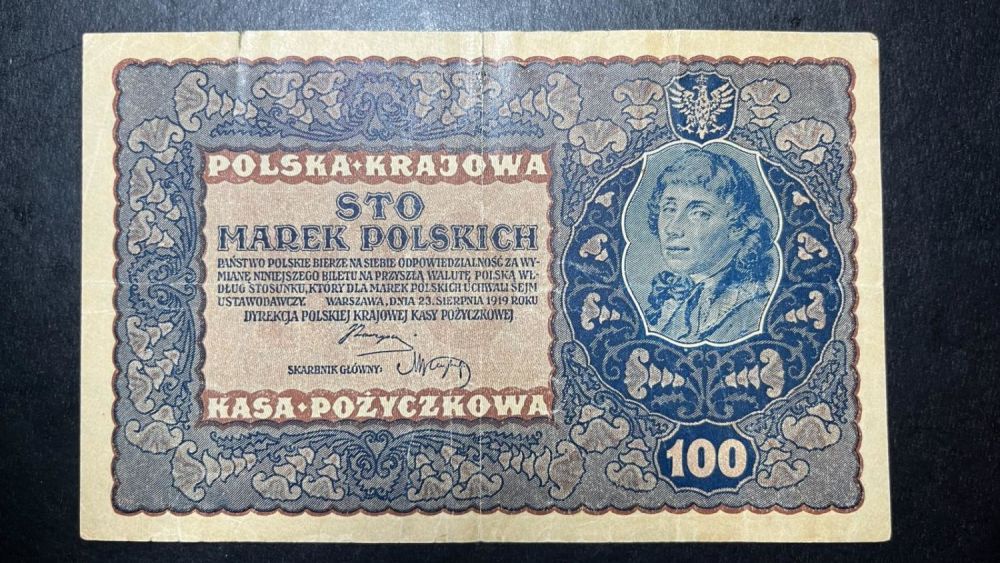 POLSKA·KRAJOWA
STO
MAREK POLSKICH
PAŃSTWO POLSKIE BIERZE NA SIEBIE ODPOWIEDZIALNOŚĆ ZA WY-
MIANE NINIEJSZEGO BILETU NA PRZYSZŁĄ WALUTĘ POLSKĄ WE-
DŁUG STOSUNKU, KTÓRY DLA MAREK POLSKICH UCHWALI SEJM
USTAWODAWCZY. WARSZAWA, DNIA 23. SIERPNIA 1919 ROKU
DYREKCJA POLSKIEJ KRAJOWEJ KASY POŻYCZKOWEJ
SKARBNIK GŁÓWNY:
KASA·POŻYCZKOWA
100